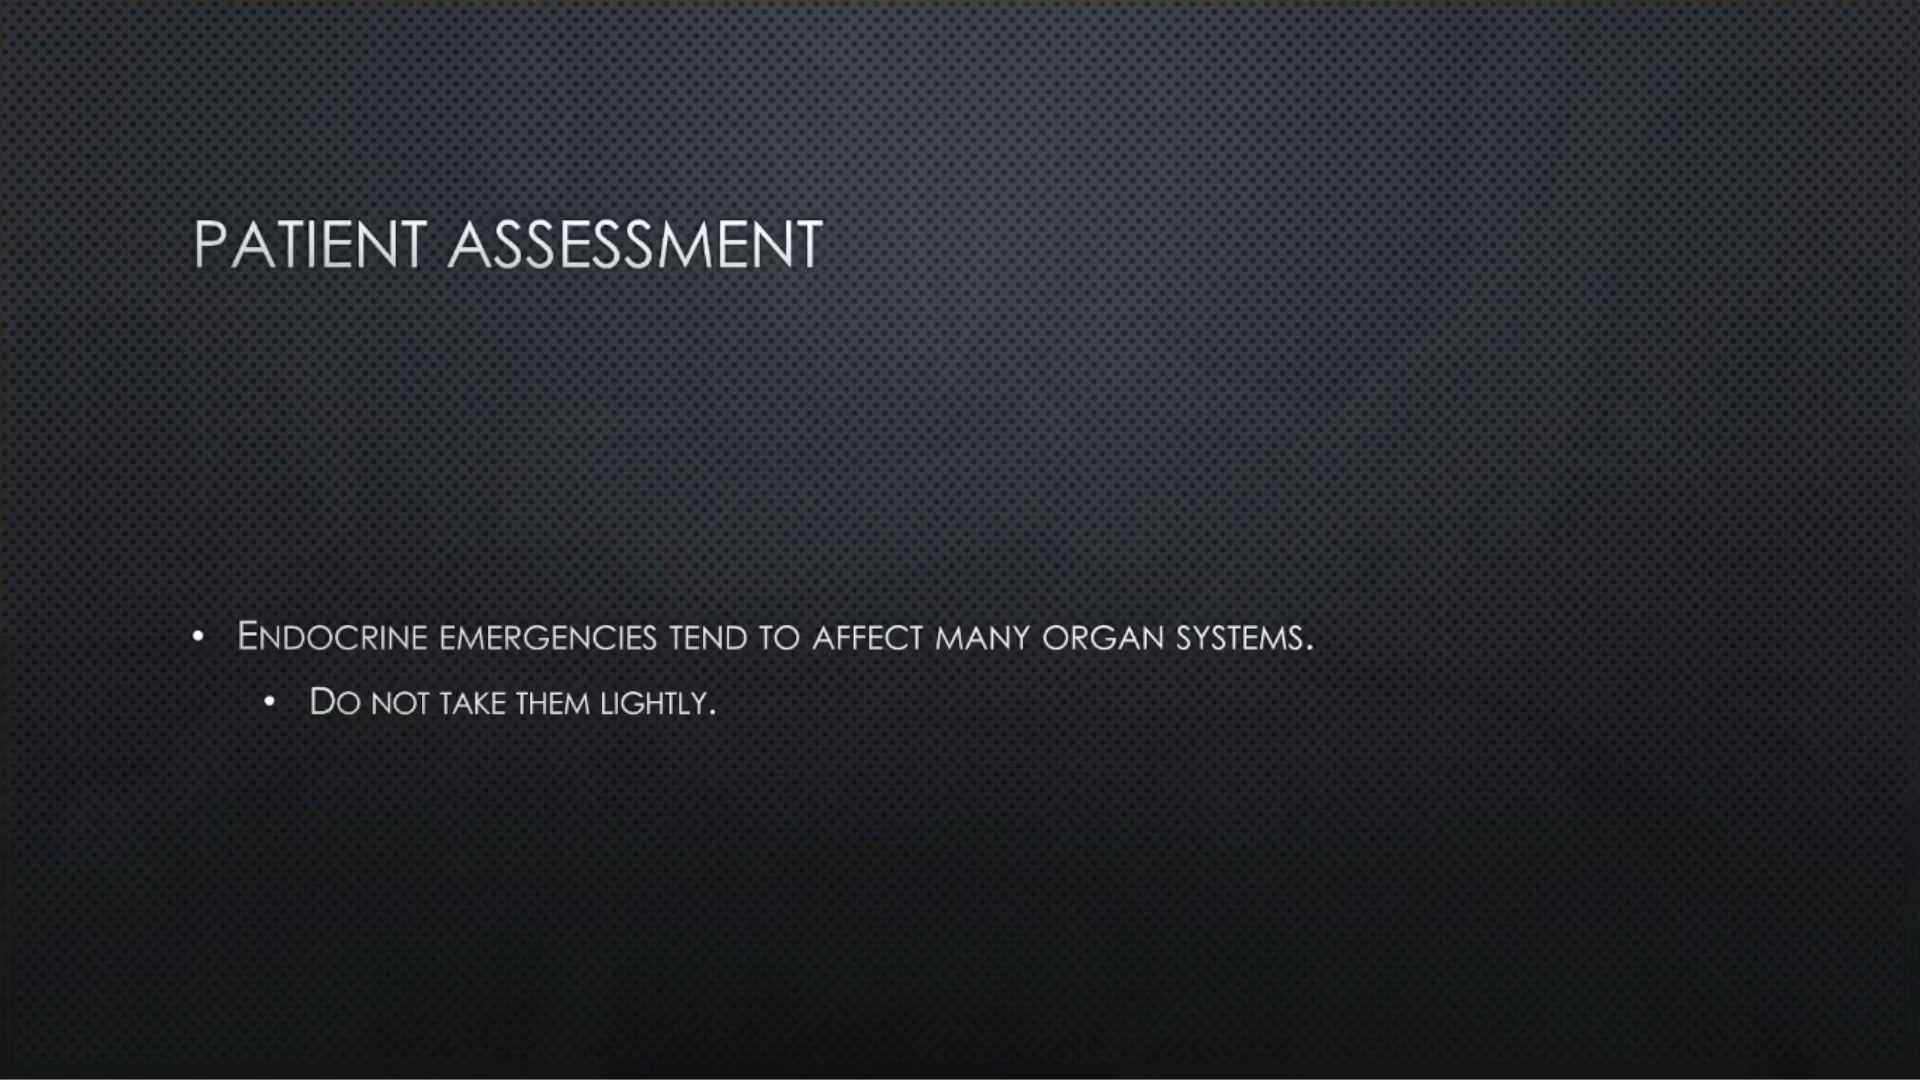 PATIENT ASSESSMENT
• ENDOCRINE EMERGENCIES TEND TO AFFECT MANY ORGAN SYSTEMS.
• DO NOT TAKE THEM LIGHTLY.